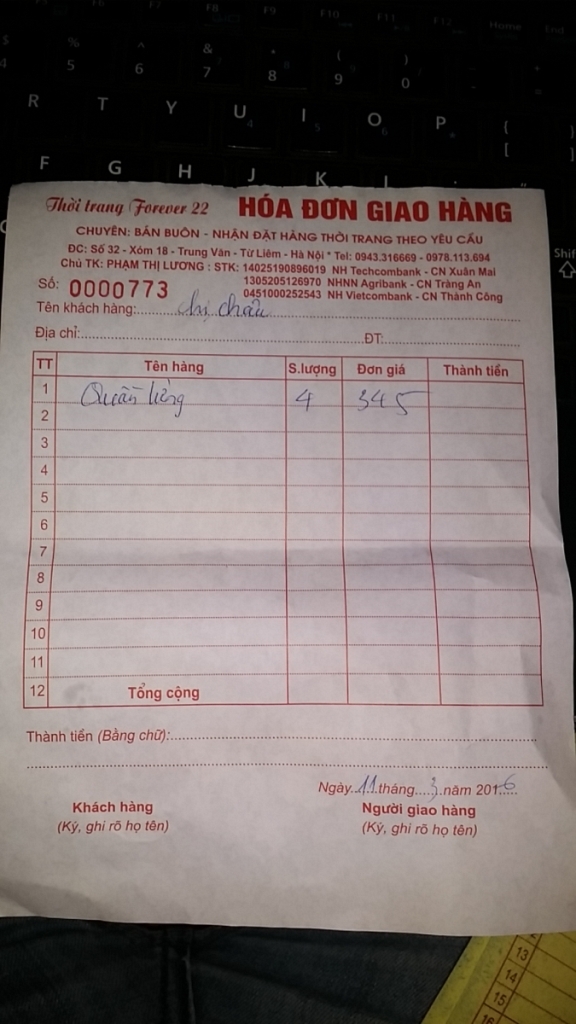 Thời trang Forever 22 HÓA ĐƠN GIAO HÀNG
CHUYÊN: BÁN BUÔN - NHẬN ĐẶT HÀNG THỜI TRANG THEO YÊU CẦU
ĐC: Số 32 - Xóm 18 - Trung Văn - Từ Liêm - Hà Nội * Tel: 0943.316669 - 0978.113.694
Chủ TK: PHẠM THỊ LƯƠNG : STK: 14025190896019 NH Techcombank - CN Xuân Mai
1305205126970 NHNN Agribank - CN Tràng An
0451000252543 NH Vietcombank - CN Thành Công
Số: 0000773
Tên khách hàng: chị châu
Địa chỉ: ĐT:
TT Tên hàng S.lượng Đơn giá Thành tiền
1 Quần 4 345
2
3
4
5
6
7
8
9
10
11
12 Tổng cộng
Thành tiền (Bằng chữ):
Ngày 11 tháng 3 năm 2016
Khách hàng Người giao hàng
(Ký, ghi rõ họ tên) (Ký, ghi rõ họ tên)
R T Y U I O P
F G H J K L
Shift
13
14
15
16